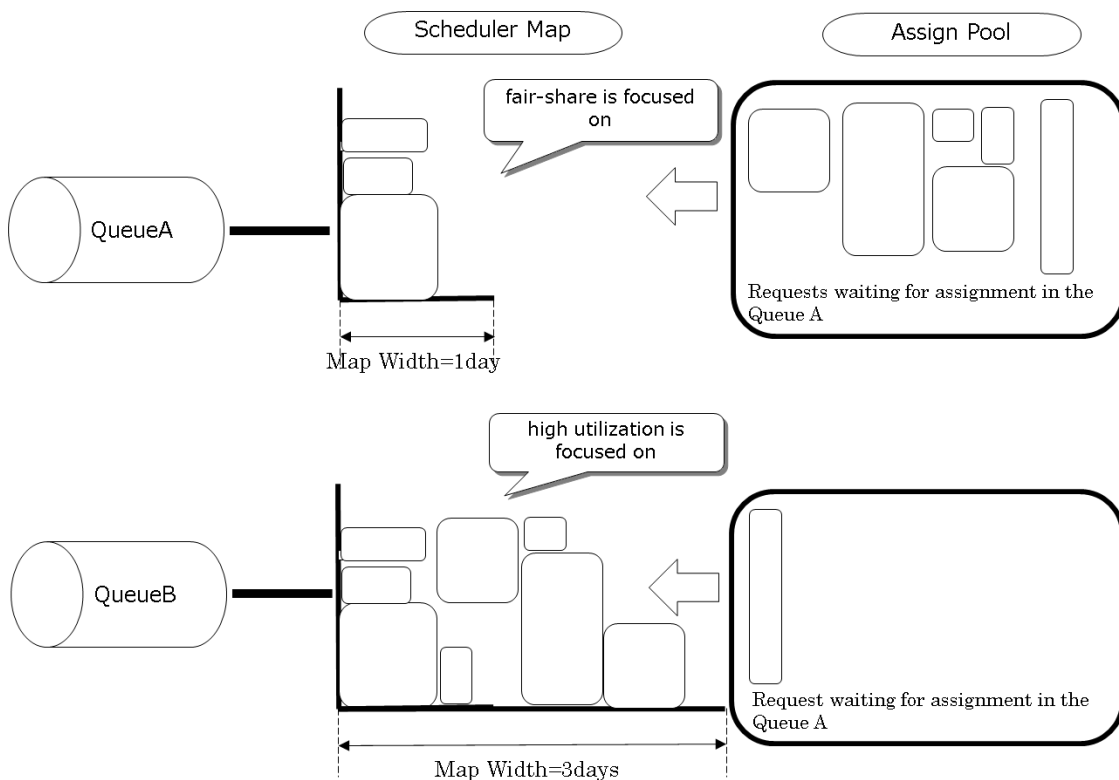 Scheduler Map
Assign Pool
fair-share is focused
on
QueueA
Requests waiting for assignment in the
Queue A
Map Width=1day
high utilization is
focused on
QueueB
Request waiting for assignment in the
Queue A
Map Width=3days